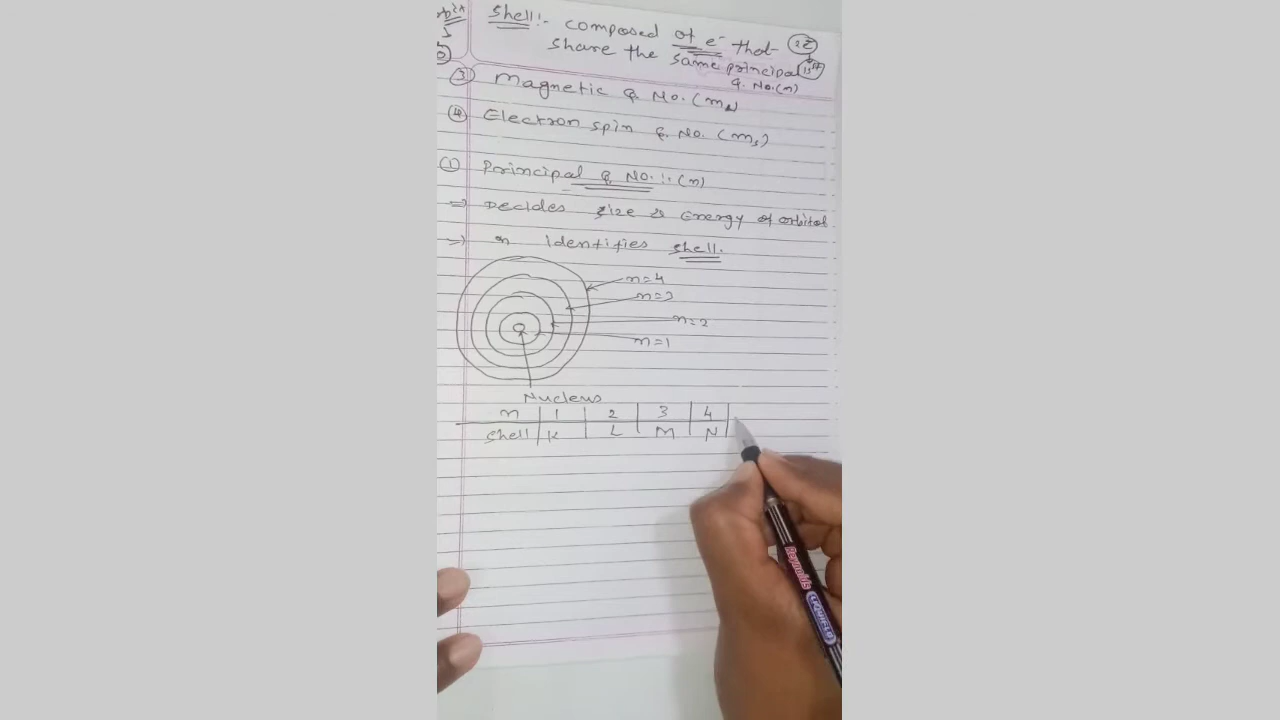 Shell:- composed of e⁻ that
share the same principal
Q. No.(n)
③ Magnetic Q No. (m
④ Electron spin Q. No. (ms)
① Principal Q No. :- (n)
=> Decides size & Energy of orbital
=> Identifies shell.
n=4
n=3
n=2
n=1
Nucleus
n 1 2 3 4
Shell K L M N
Reynolds